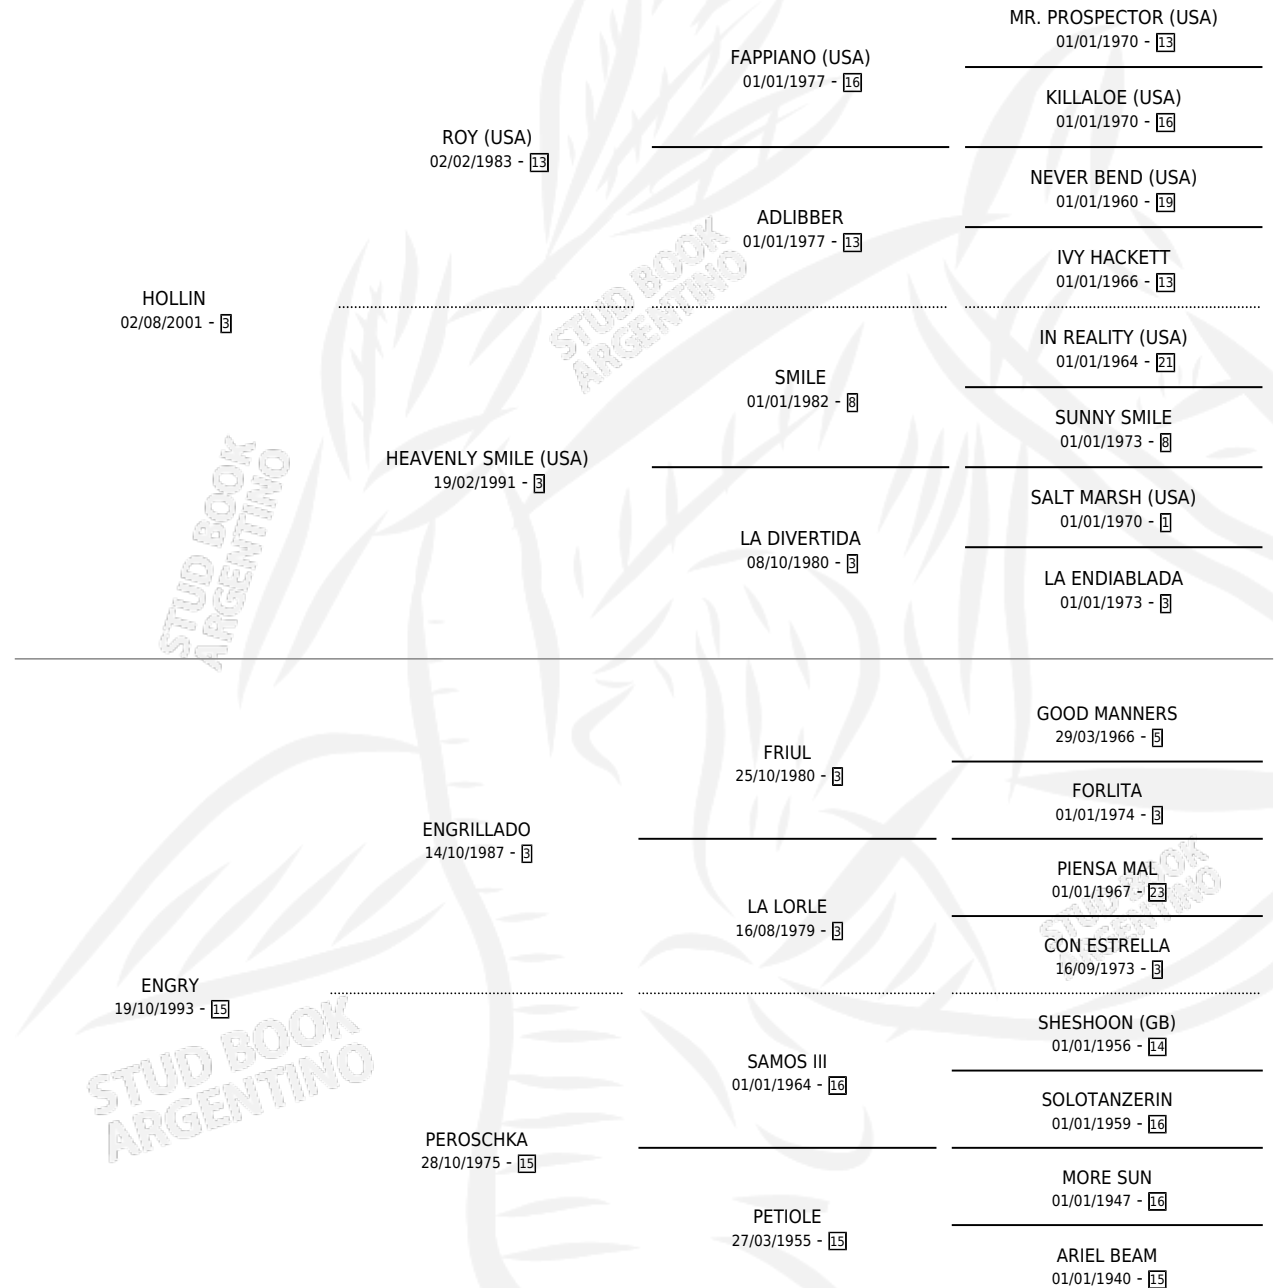 MR. PROSPECTOR (USA)
01/01/1970 - 13
FAPPIANO (USA)
01/01/1977 - 16
KILLALOE (USA)
01/01/1970 - 16
ROY (USA)
02/02/1983 - 13
NEVER BEND (USA)
01/01/1960 - 19
ADLIBBER
01/01/1977 - 13
IVY HACKETT
01/01/1966 - 13
HOLLIN
02/08/2001 - 3
IN REALITY (USA)
01/01/1964 - 21
SMILE
01/01/1982 - 8
SUNNY SMILE
01/01/1973 - 8
HEAVENLY SMILE (USA)
19/02/1991 - 3
SALT MARSH (USA)
01/01/1970 - 1
LA DIVERTIDA
08/10/1980 - 3
LA ENDIABLADA
01/01/1973 - 3
GOOD MANNERS
29/03/1966 - 5
FRIUL
25/10/1980 - 3
FORLITA
01/01/1974 - 3
ENGRILLADO
14/10/1987 - 3
PIENSA MAL
01/01/1967 - 23
LA LORLE
16/08/1979 - 3
CON ESTRELLA
16/09/1973 - 3
ENGRY
19/10/1993 - 15
SHESHOON (GB)
01/01/1956 - 14
SAMOS III
01/01/1964 - 16
SOLOTANZERIN
01/01/1959 - 16
PEROSCHKA
28/10/1975 - 15
MORE SUN
01/01/1947 - 16
PETIOLE
27/03/1955 - 15
ARIEL BEAM
01/01/1940 - 15
STUD BOOK
ARGENTINO
STUD BOOK
ARGENTINO
STUD BOOK
ARGENTINO
STUD BOOK
ARGENTINO